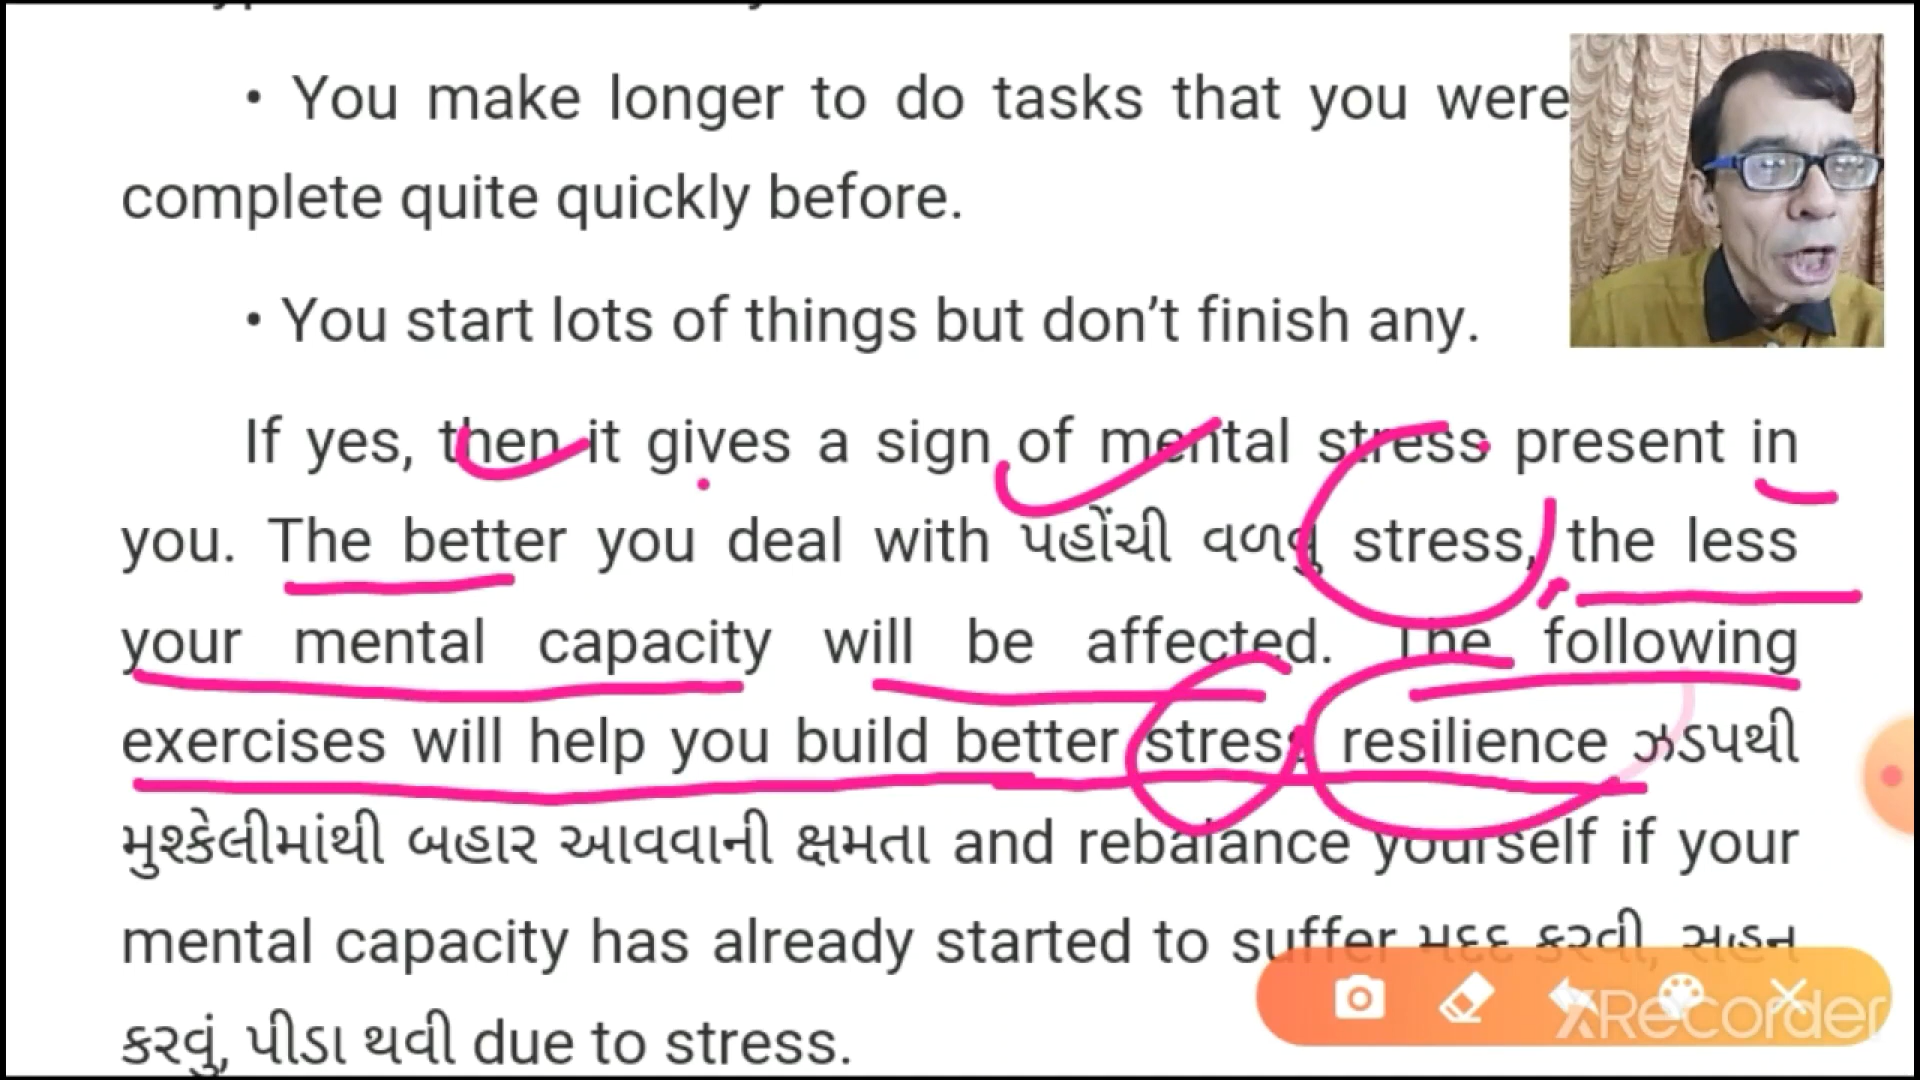 • You make longer to do tasks that you were
complete quite quickly before.
• You start lots of things but don’t finish any.
If yes, then it gives a sign of mental stress present in
you. The better you deal with પહોંચી વળવું stress, the less
your mental capacity will be affected. The following
exercises will help you build better stress resilience ઝડપથી
મુશ્કેલીમાંથી બહાર આવવાની ક્ષમતા and rebalance yourself if your
mental capacity has already started to suffer મદદ કરવી, સહન
કરવું, પીડા થવી due to stress.
XRecorder